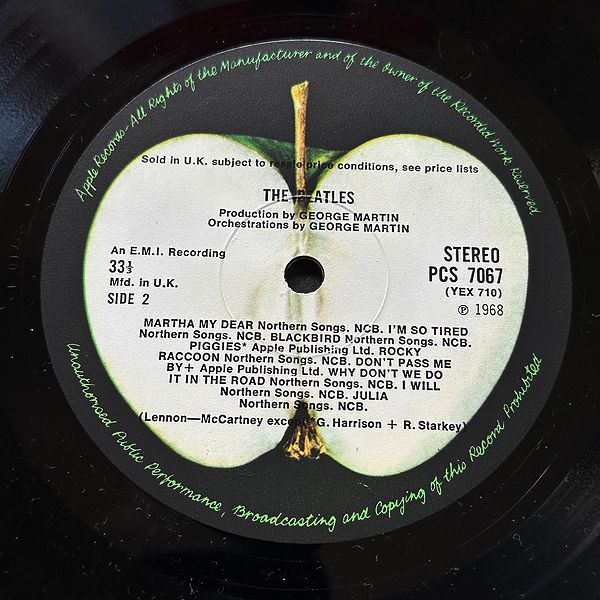 Apple Records—All Rights of the Manufacturer and of the Owner of the Recorded Work Reserved
Sold in U.K. subject to resale price conditions, see price lists
THE BEATLES
Production by GEORGE MARTIN
Orchestrations by GEORGE MARTIN
An E.M.I. Recording
33⅓
Mfd. in U.K.
SIDE 2
STEREO
PCS 7067
(YEX 710)
℗ 1968
MARTHA MY DEAR Northern Songs. NCB. I'M SO TIRED
Northern Songs. NCB. BLACKBIRD Northern Songs. NCB.
PIGGIES* Apple Publishing Ltd. ROCKY
RACCOON Northern Songs. NCB. DON'T PASS ME
BY+ Apple Publishing Ltd. WHY DON'T WE DO
IT IN THE ROAD Northern Songs. NCB. I WILL
Northern Songs. NCB. JULIA
Northern Songs. NCB.
(Lennon—McCartney except *G. Harrison + R. Starkey)
Unauthorised Public Performance, Broadcasting and Copying of this Record Prohibited